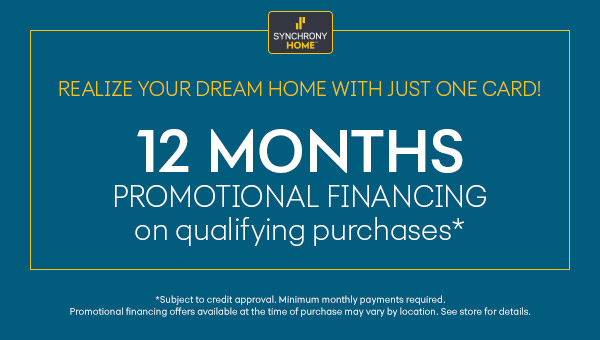 SYNCHRONY
HOME™
REALIZE YOUR DREAM HOME WITH JUST ONE CARD!
12 MONTHS
PROMOTIONAL FINANCING
on qualifying purchases*
*Subject to credit approval. Minimum monthly payments required.
Promotional financing offers available at the time of purchase may vary by location. See store for details.